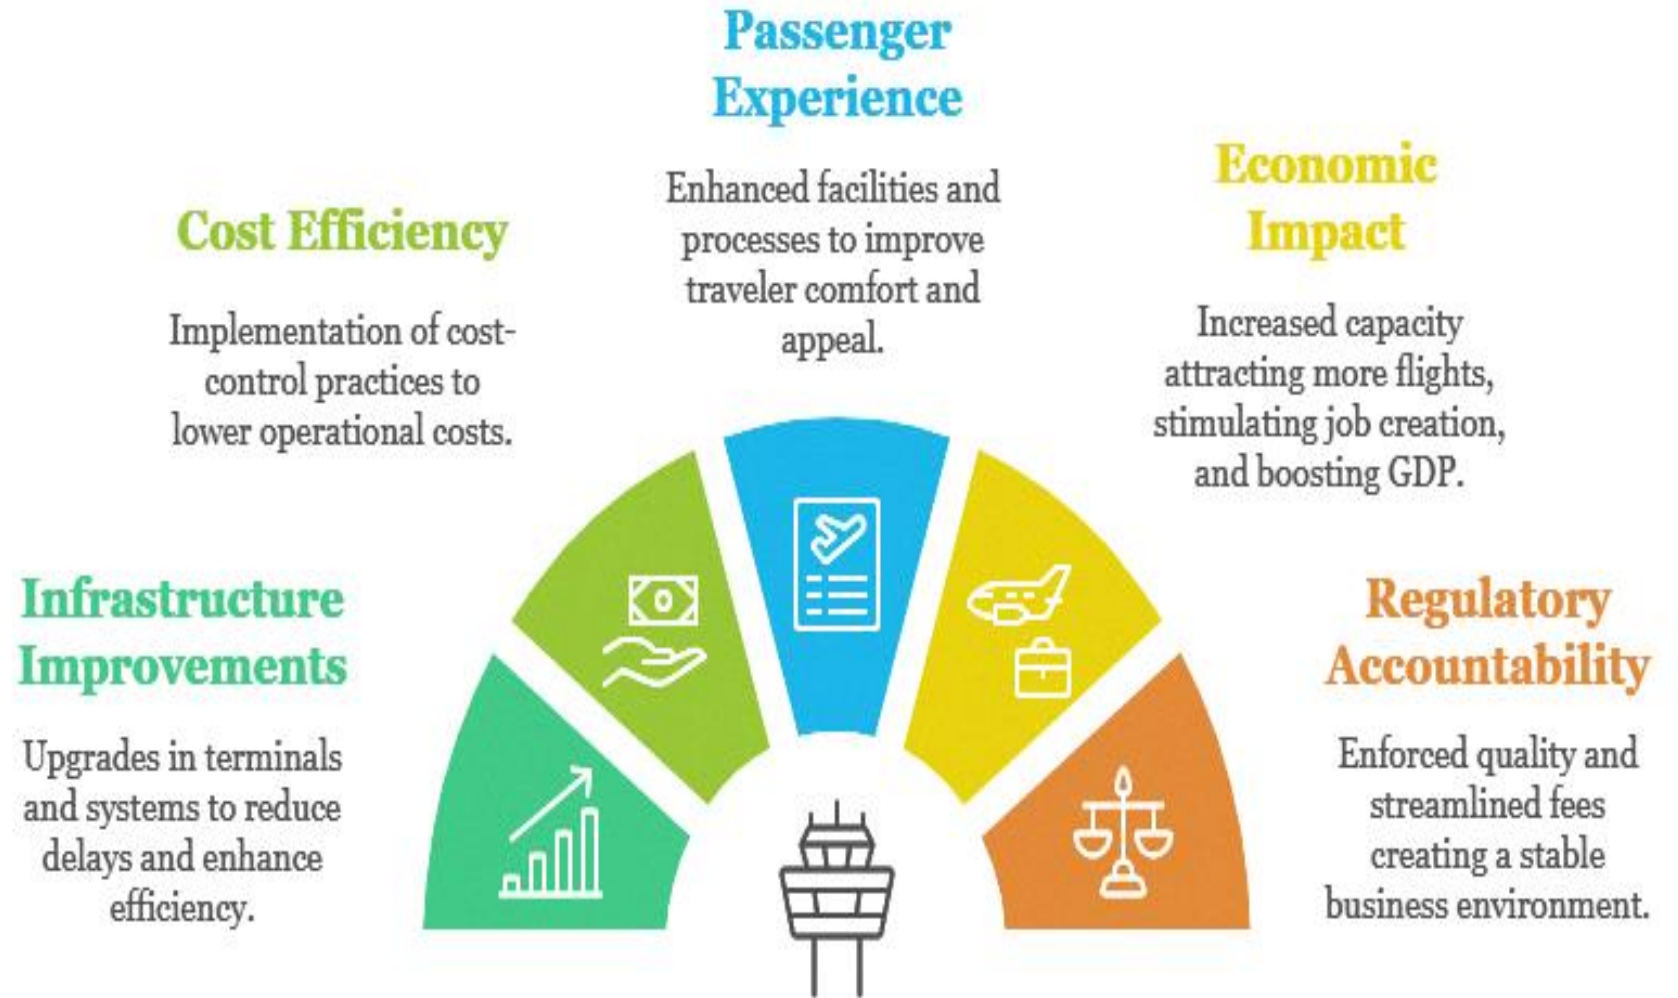 Passenger
Experience
Enhanced facilities and
processes to improve
traveler comfort and
appeal.
Cost Efficiency
Implementation of cost-
control practices to
lower operational costs.
Economic
Impact
Increased capacity
attracting more flights,
stimulating job creation,
and boosting GDP.
Infrastructure
Improvements
Upgrades in terminals
and systems to reduce
delays and enhance
efficiency.
Regulatory
Accountability
Enforced quality and
streamlined fees
creating a stable
business environment.